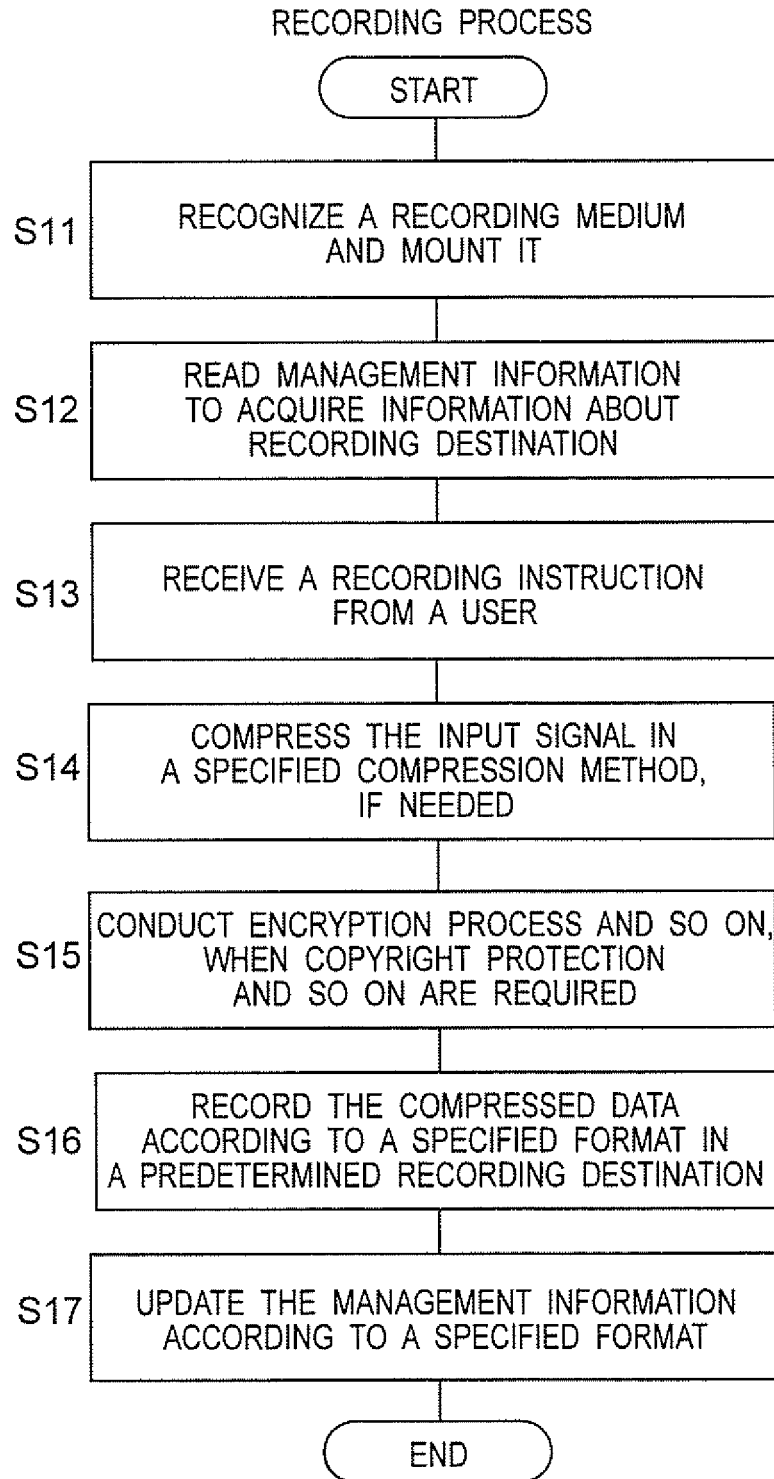 RECORDING PROCESS
START
S11
RECOGNIZE A RECORDING MEDIUM
AND MOUNT IT
S12
READ MANAGEMENT INFORMATION
TO ACQUIRE INFORMATION ABOUT
RECORDING DESTINATION
S13
RECEIVE A RECORDING INSTRUCTION
FROM A USER
S14
COMPRESS THE INPUT SIGNAL IN
A SPECIFIED COMPRESSION METHOD,
IF NEEDED
S15
CONDUCT ENCRYPTION PROCESS AND SO ON,
WHEN COPYRIGHT PROTECTION
AND SO ON ARE REQUIRED
S16
RECORD THE COMPRESSED DATA
ACCORDING TO A SPECIFIED FORMAT IN
A PREDETERMINED RECORDING DESTINATION
S17
UPDATE THE MANAGEMENT INFORMATION
ACCORDING TO A SPECIFIED FORMAT
END